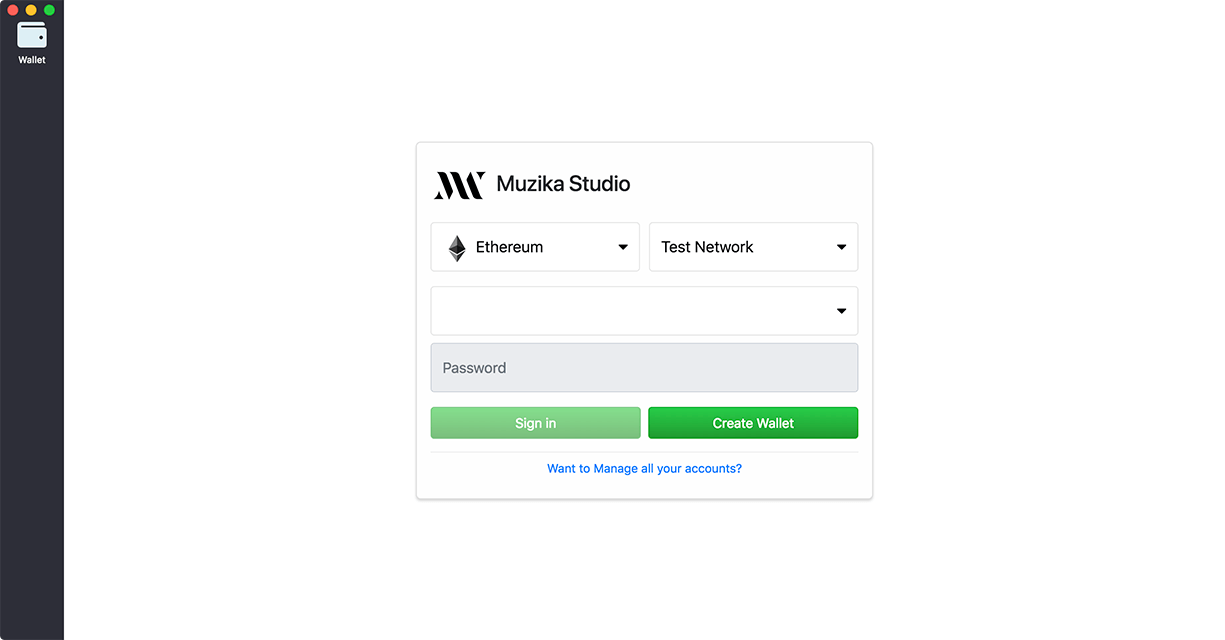 Wallet
Muzika Studio
Ethereum
Test Network
Password
Sign in
Create Wallet
Want to Manage all your accounts?